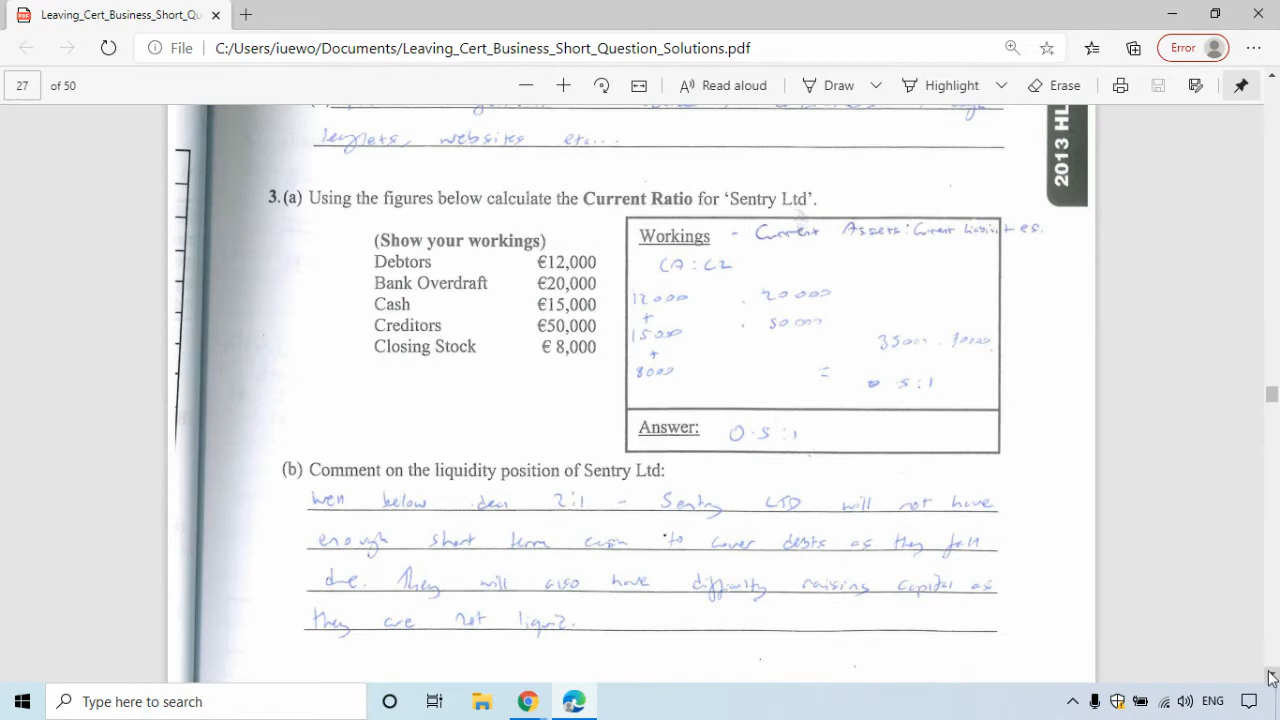 Leaving_Cert_Business_Short_Qu
File C:/Users/iuewo/Documents/Leaving_Cert_Business_Short_Question_Solutions.pdf Error
27 of 50 Read aloud Draw Highlight Erase
leaflets, websites etc...
2013 HL
3.(a) Using the figures below calculate the Current Ratio for ‘Sentry Ltd’.
(Show your workings)
Debtors €12,000
Bank Overdraft €20,000
Cash €15,000
Creditors €50,000
Closing Stock € 8,000
Workings - Current Assets : Current Liabilities.
CA : CL
12000 : 20000
+
15000 : 50000
+
8000
35000 : 70000
= 0.5:1
Answer: 0.5:1
(b) Comment on the liquidity position of Sentry Ltd:
Well below 2:1 - Sentry LTD will not have
enough short term cash to cover debts as they fall
due. They will also have difficulty raising capital as
they are not liquid.
Type here to search
ENG